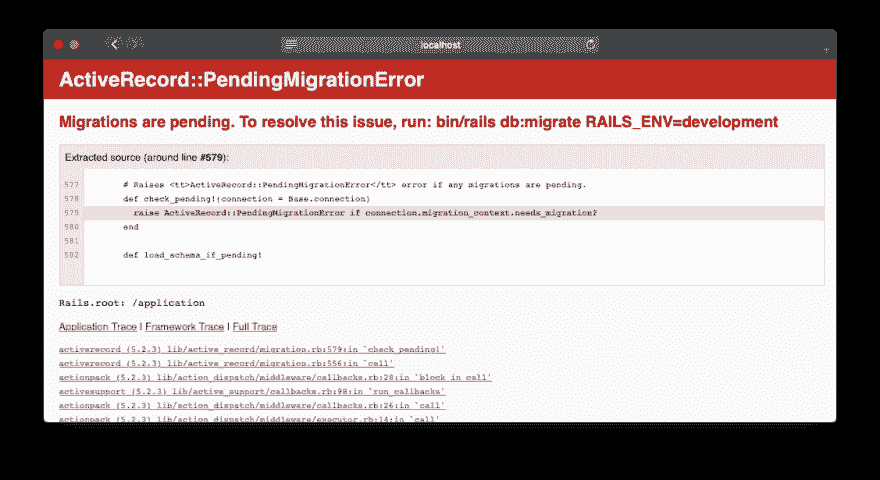 localhost
ActiveRecord::PendingMigrationError
Migrations are pending. To resolve this issue, run: bin/rails db:migrate RAILS_ENV=development
Extracted source (around line #579):
577 # Raises <tt>ActiveRecord::PendingMigrationError</tt> error if any migrations are pending.
578 def check_pending!(connection = Base.connection)
579 raise ActiveRecord::PendingMigrationError if connection.migration_context.needs_migration?
580 end
581
582 def load_schema_if_pending!
Rails.root: /application
Application Trace | Framework Trace | Full Trace
activerecord (5.2.3) lib/active_record/migration.rb:579:in `check_pending!'
activerecord (5.2.3) lib/active_record/migration.rb:556:in `call'
actionpack (5.2.3) lib/action_dispatch/middleware/callbacks.rb:28:in `block in call'
activesupport (5.2.3) lib/active_support/callbacks.rb:98:in `run_callbacks'
actionpack (5.2.3) lib/action_dispatch/middleware/callbacks.rb:26:in `call'
actionpack (5.2.3) lib/action_dispatch/middleware/executor.rb:14:in `call'